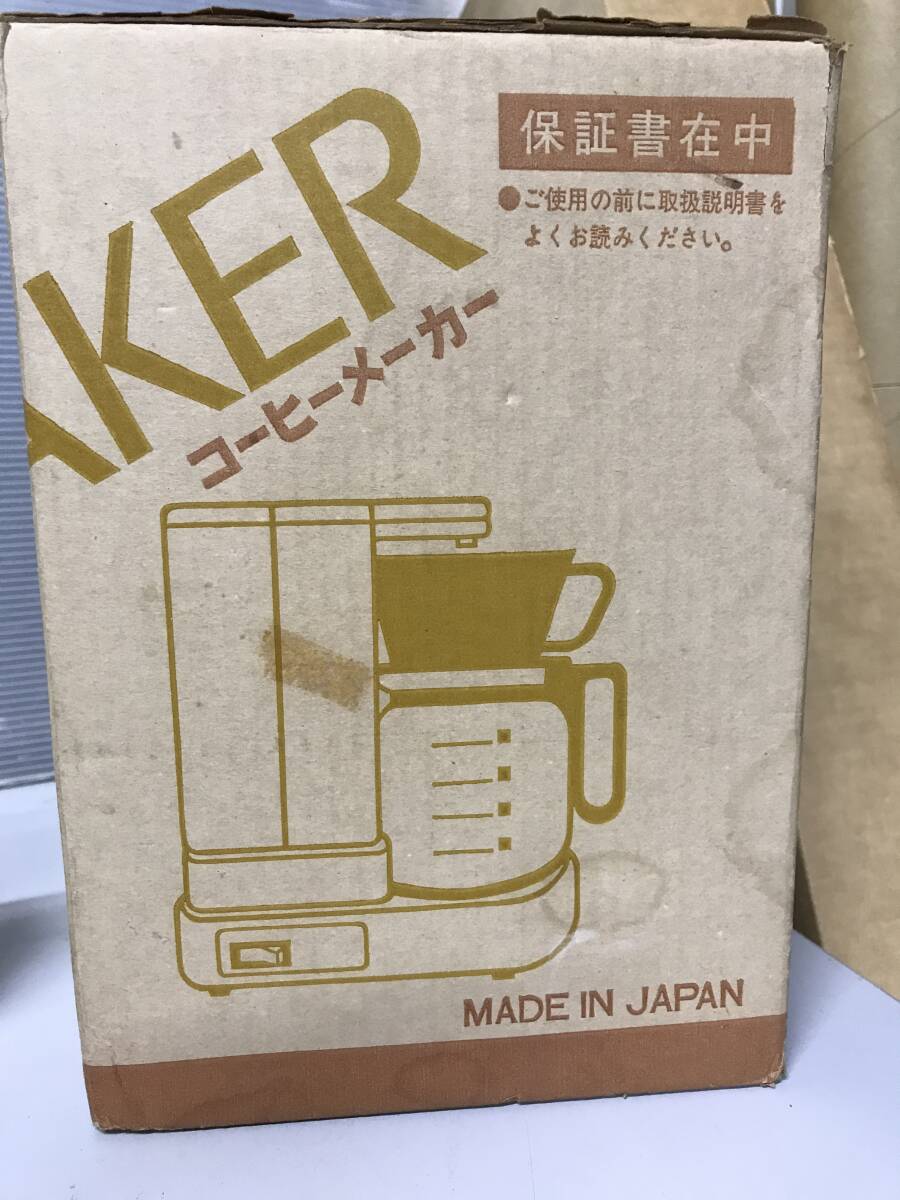 保証書在中
●ご使用の前に取扱説明書を
よくお読みください。
AKER
コーヒーメーカー
MADE IN JAPAN